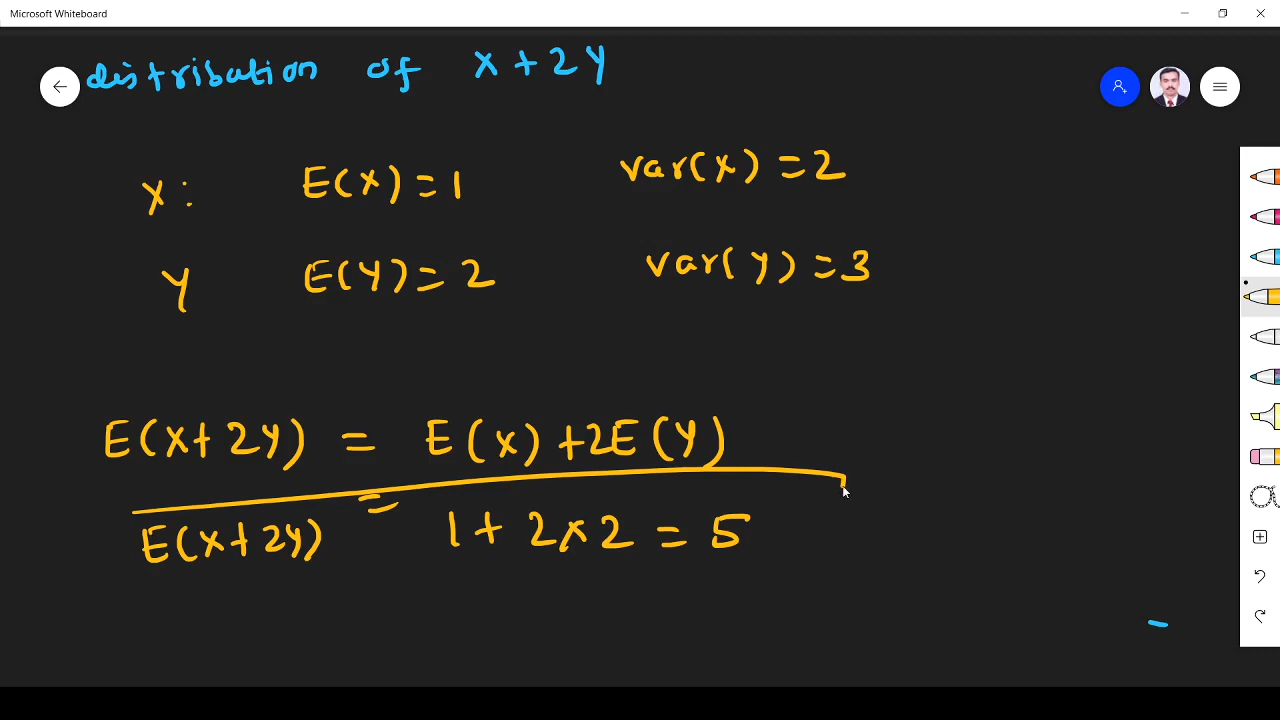 Microsoft Whiteboard
distribution of X + 2Y
X : E(X) = 1 var(X) = 2
Y E(Y) = 2 var(Y) = 3
E(X+2Y) = E(X) + 2E(Y)
E(X+2Y) = 1 + 2×2 = 5